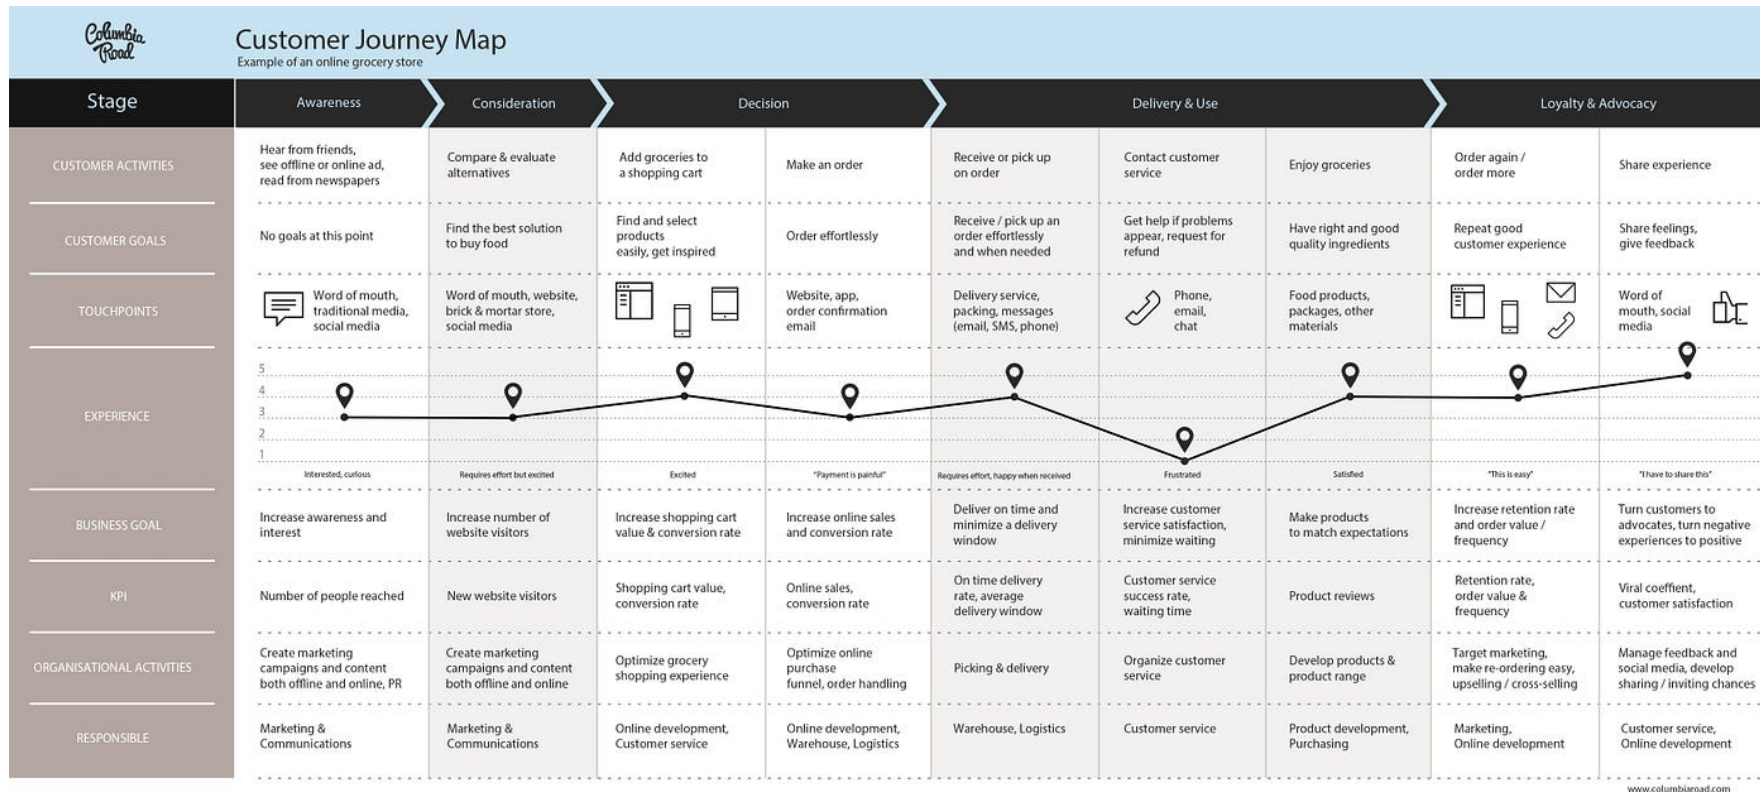 Columbia
Road
Customer Journey Map
Example of an online grocery store
Stage
Awareness
Consideration
Decision
Delivery & Use
Loyalty & Advocacy
CUSTOMER ACTIVITIES
Hear from friends,
see offline or online ad,
read from newspapers
Compare & evaluate
alternatives
Add groceries to
a shopping cart
Make an order
Receive or pick up
on order
Contact customer
service
Enjoy groceries
Order again /
order more
Share experience
CUSTOMER GOALS
No goals at this point
Find the best solution
to buy food
Find and select
products
easily, get inspired
Order effortlessly
Receive / pick up an
order effortlessly
and when needed
Get help if problems
appear, request for
refund
Have right and good
quality ingredients
Repeat good
customer experience
Share feelings,
give feedback
TOUCHPOINTS
Word of mouth,
traditional media,
social media
Word of mouth, website,
brick & mortar store,
social media
Website, app,
order confirmation
email
Delivery service,
packing, messages
(email, SMS, phone)
Phone,
email,
chat
Food products,
packages, other
materials
Word of
mouth, social
media
EXPERIENCE
5
4
3
2
1
Interested, curious
Requires effort but excited
Excited
"Payment is painful"
Requires effort, happy when received
Frustrated
Satisfied
"This is easy"
"I have to share this"
BUSINESS GOAL
Increase awareness and
interest
Increase number of
website visitors
Increase shopping cart
value & conversion rate
Increase online sales
and conversion rate
Deliver on time and
minimize a delivery
window
Increase customer
service satisfaction,
minimize waiting
Make products
to match expectations
Increase retention rate
and order value /
frequency
Turn customers to
advocates, turn negative
experiences to positive
KPI
Number of people reached
New website visitors
Shopping cart value,
conversion rate
Online sales,
conversion rate
On time delivery
rate, average
delivery window
Customer service
success rate,
waiting time
Product reviews
Retention rate,
order value &
frequency
Viral coeffient,
customer satisfaction
ORGANISATIONAL ACTIVITIES
Create marketing
campaigns and content
both offline and online, PR
Create marketing
campaigns and content
both offline and online
Optimize grocery
shopping experience
Optimize online
purchase
funnel, order handling
Picking & delivery
Organize customer
service
Develop products &
product range
Target marketing,
make re-ordering easy,
upselling / cross-selling
Manage feedback and
social media, develop
sharing / inviting chances
RESPONSIBLE
Marketing &
Communications
Marketing &
Communications
Online development,
Customer service
Online development,
Warehouse, Logistics
Warehouse, Logistics
Customer service
Product development,
Purchasing
Marketing,
Online development
Customer service,
Online development
www.columbiaroad.com